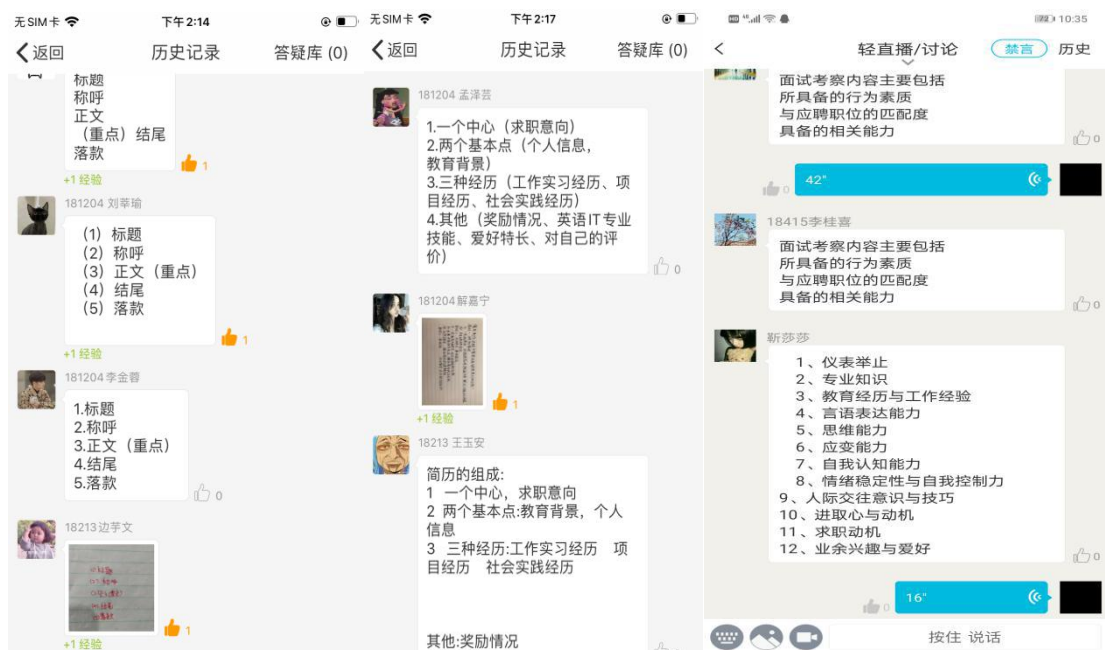 无SIM卡
下午2:14
返回
历史记录
答疑库 (0)
标题
称呼
正文
（重点）结尾
落款
1
+1 经验
181204 刘莘瑜
（1）标题
（2）称呼
（3）正文（重点）
（4）结尾
（5）落款
1
+1 经验
181204李金蓉
1.标题
2.称呼
3.正文（重点）
4.结尾
5.落款
0
18213边芋文
1
+1 经验
无SIM卡
下午2:17
返回
历史记录
答疑库 (0)
181204 孟泽芸
1.一个中心（求职意向）
2.两个基本点（个人信息，
教育背景）
3.三种经历（工作实习经历、项
目经历、社会实践经历）
4.其他（奖励情况、英语IT专业
技能、爱好特长、对自己的评
价）
0
181204解嘉宁
1
+1 经验
18213 王玉安
简历的组成:
1 一个中心，求职意向
2 两个基本点:教育背景，个人
信息
3 三种经历:工作实习经历 项
目经历 社会实践经历
其他:奖励情况
10:35
轻直播/讨论
禁言
历史
面试考察内容主要包括
所具备的行为素质
与应聘职位的匹配度
具备的相关能力
0
0
42"
18415李桂喜
面试考察内容主要包括
所具备的行为素质
与应聘职位的匹配度
具备的相关能力
0
靳莎莎
1、仪表举止
2、专业知识
3、教育经历与工作经验
4、言语表达能力
5、思维能力
6、应变能力
7、自我认知能力
8、情绪稳定性与自我控制力
9、人际交往意识与技巧
10、进取心与动机
11、求职动机
12、业余兴趣与爱好
0
0
16"
按住 说话